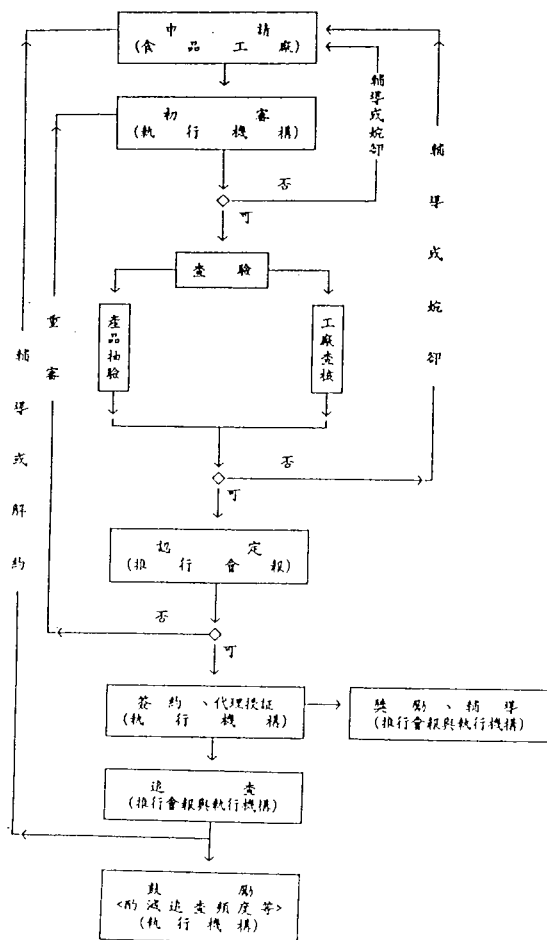 申請
(食品工廠)
輔導或婉卻
初審
(執行機構)
否
可
輔導或婉卻
查驗
產品抽驗
工廠查核
重審
輔導或解約
否
可
認定
(推行會報)
否
可
簽約、代理授証
(執行機構)
獎勵、輔導
(推行會報與執行機構)
追查
(推行會報與執行機構)
鼓勵
<酌減追查頻度等>
(執行機構)